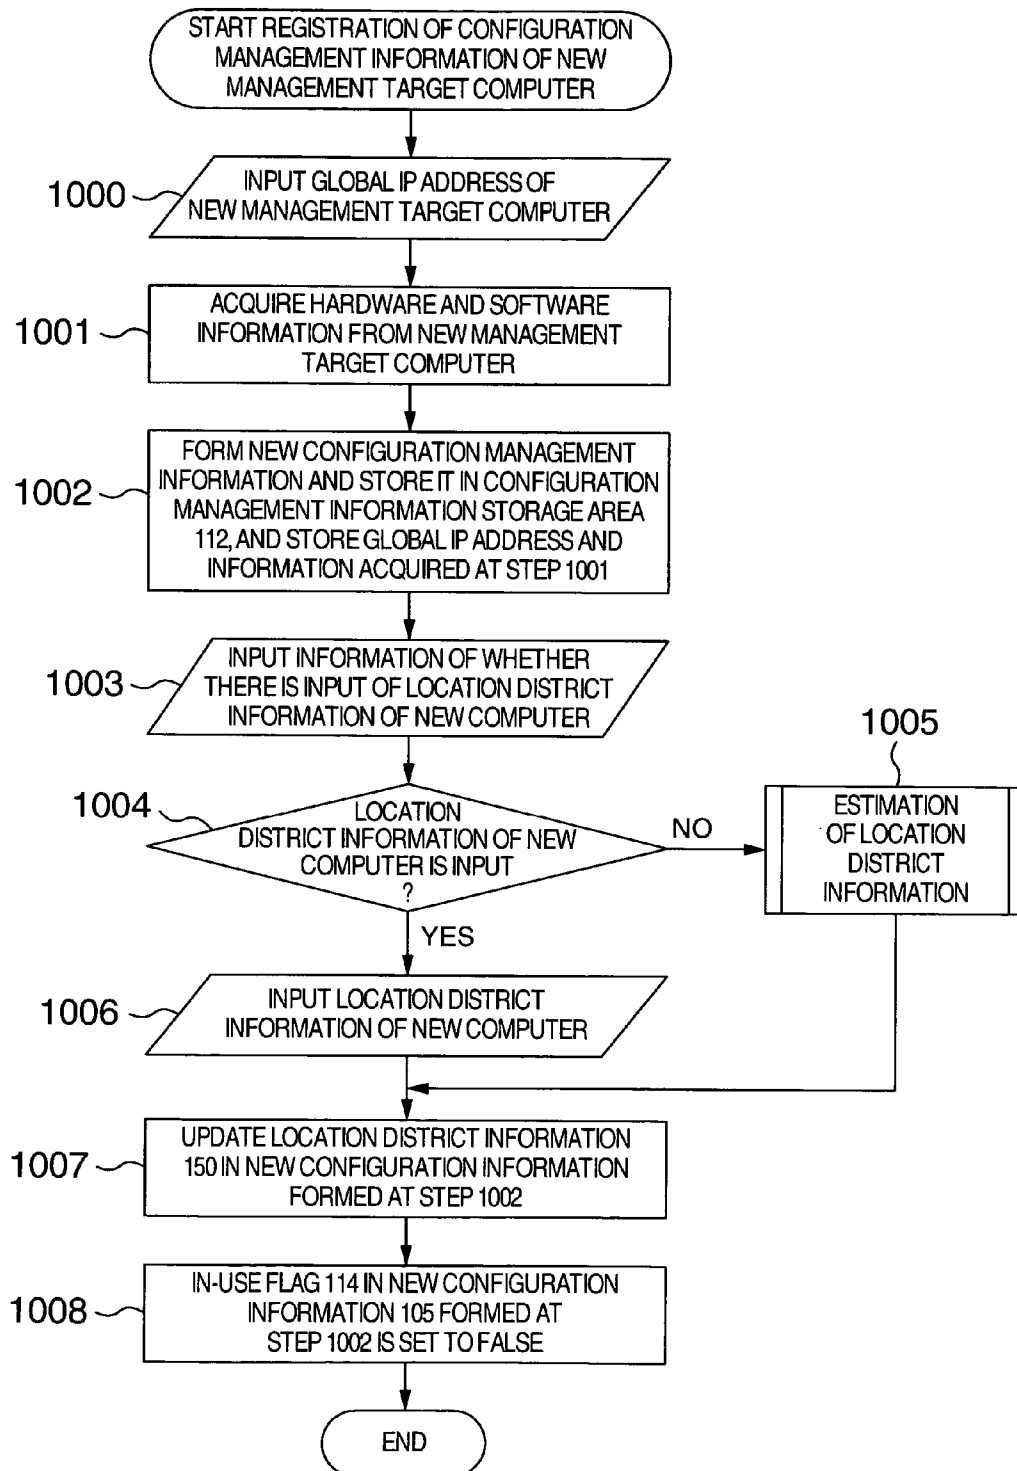 START REGISTRATION OF CONFIGURATION
MANAGEMENT INFORMATION OF NEW
MANAGEMENT TARGET COMPUTER
1000
INPUT GLOBAL IP ADDRESS OF
NEW MANAGEMENT TARGET COMPUTER
1001
ACQUIRE HARDWARE AND SOFTWARE
INFORMATION FROM NEW MANAGEMENT
TARGET COMPUTER
1002
FORM NEW CONFIGURATION MANAGEMENT
INFORMATION AND STORE IT IN CONFIGURATION
MANAGEMENT INFORMATION STORAGE AREA
112, AND STORE GLOBAL IP ADDRESS AND
INFORMATION ACQUIRED AT STEP 1001
1003
INPUT INFORMATION OF WHETHER
THERE IS INPUT OF LOCATION DISTRICT
INFORMATION OF NEW COMPUTER
1004
LOCATION
DISTRICT INFORMATION OF NEW
COMPUTER IS INPUT
?
NO
1005
ESTIMATION
OF LOCATION
DISTRICT
INFORMATION
YES
1006
INPUT LOCATION DISTRICT
INFORMATION OF NEW COMPUTER
1007
UPDATE LOCATION DISTRICT INFORMATION
150 IN NEW CONFIGURATION INFORMATION
FORMED AT STEP 1002
1008
IN-USE FLAG 114 IN NEW CONFIGURATION
INFORMATION 105 FORMED AT
STEP 1002 IS SET TO FALSE
END